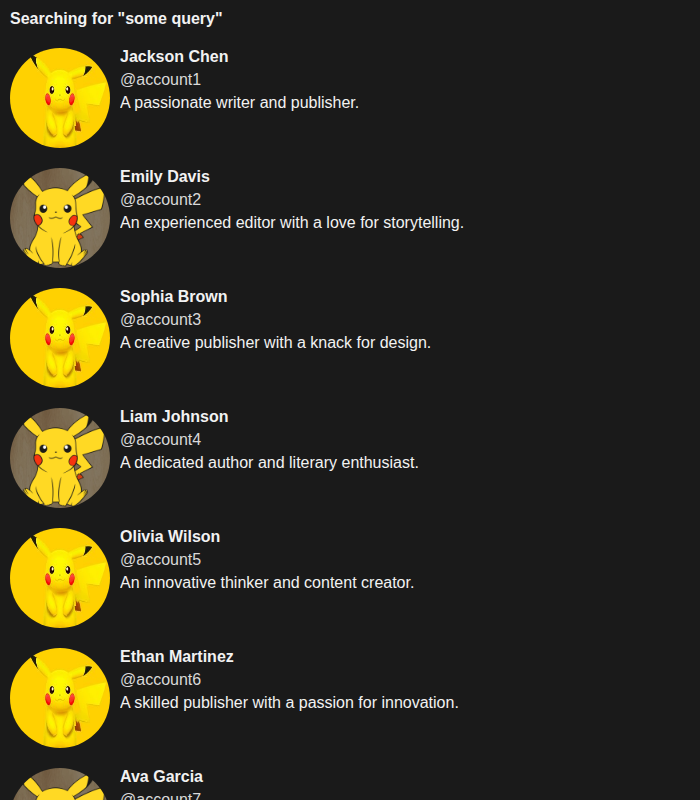 Searching for "some query"
Jackson Chen
@account1
A passionate writer and publisher.
Emily Davis
@account2
An experienced editor with a love for storytelling.
Sophia Brown
@account3
A creative publisher with a knack for design.
Liam Johnson
@account4
A dedicated author and literary enthusiast.
Olivia Wilson
@account5
An innovative thinker and content creator.
Ethan Martinez
@account6
A skilled publisher with a passion for innovation.
Ava Garcia
@account7